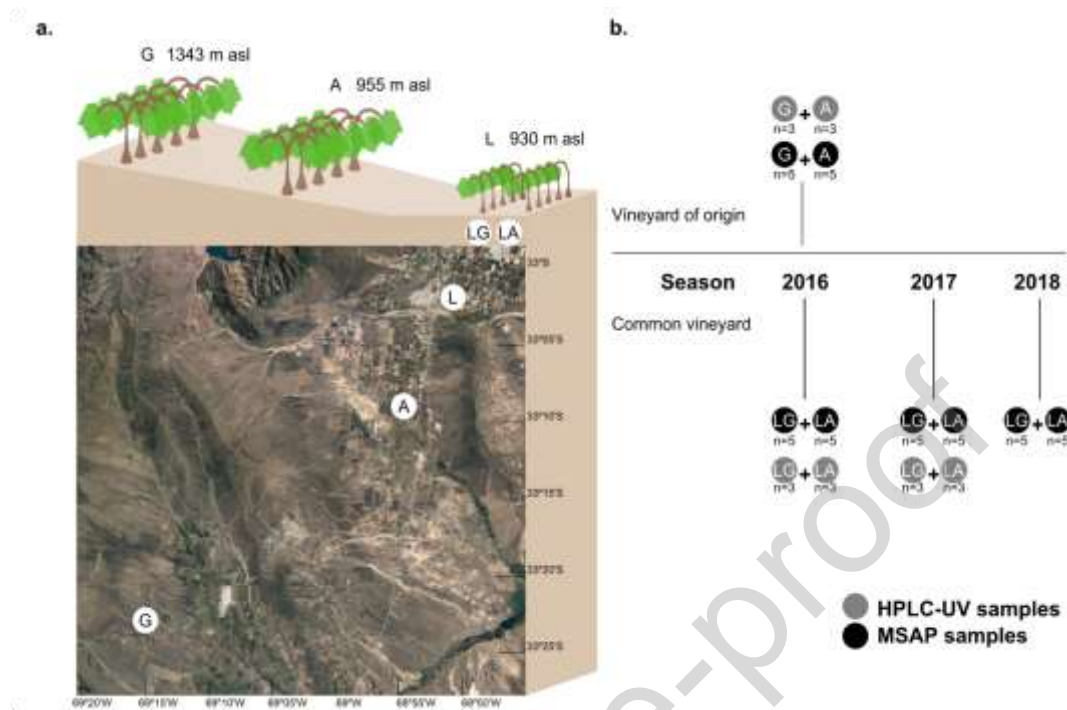 a.
G 1343 m asl
A 955 m asl
L 930 m asl
LG LA
L
A
G
33°S
33°05'S
33°10'S
33°15'S
33°20'S
33°25'S
69°20'W 69°15'W 69°10'W 69°05'W 69°W 68°55'W 68°50'W
b.
G + A
n=3 n=3
G + A
n=5
Vineyard of origin
Season 2016 2017 2018
Common vineyard
LG + LA LG + LA LG + LA
n=5 n=5 n=5 n=5 n=5 n=5
LG + LA LG + LA
n=3 n=3 n=3 n=3
HPLC-UV samples
MSAP samples
e-proof